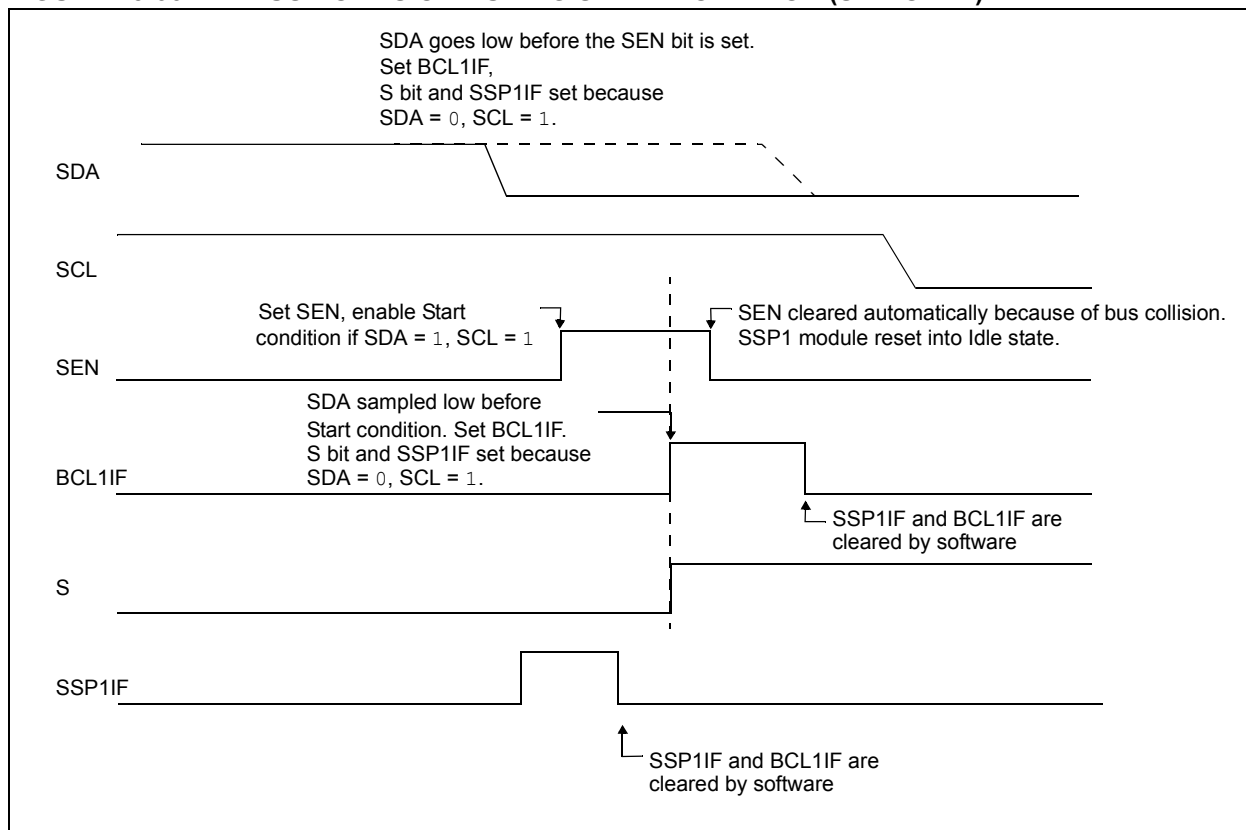 SDA goes low before the SEN bit is set.
Set BCL1IF,
S bit and SSP1IF set because
SDA = 0, SCL = 1.
SDA
SCL
Set SEN, enable Start
condition if SDA = 1, SCL = 1
SEN cleared automatically because of bus collision.
SSP1 module reset into Idle state.
SEN
SDA sampled low before
Start condition. Set BCL1IF.
S bit and SSP1IF set because
SDA = 0, SCL = 1.
BCL1IF
SSP1IF and BCL1IF are
cleared by software
S
SSP1IF
SSP1IF and BCL1IF are
cleared by software